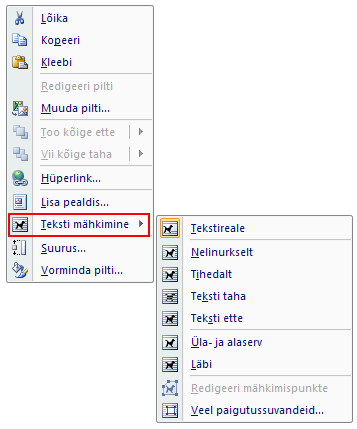 Lõika
Kopeeri
Kleebi
Redigeeri pilti
Muuda pilti...
Too kõige ette
Vii kõige taha
Hüperlink...
Lisa pealdis...
Teksti mähkimine
Suurus...
Vorminda pilti...
Tekstireale
Nelinurkselt
Tihedalt
Teksti taha
Teksti ette
Üla- ja alaserv
Läbi
Redigeeri mähkimispunkte
Veel paigutussuvandeid...